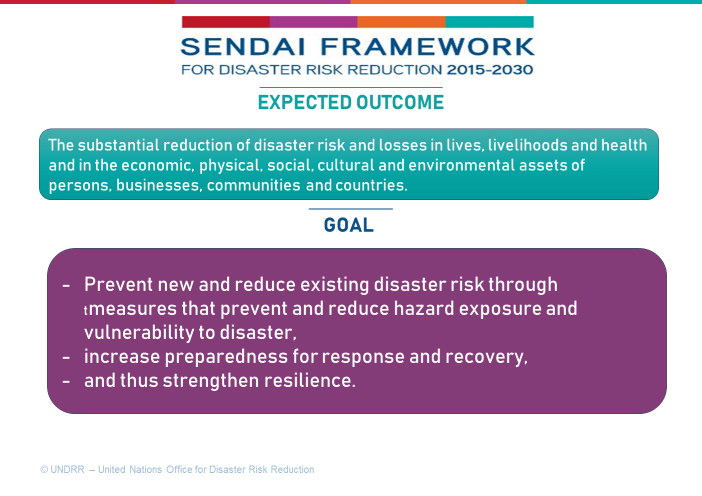 SENDAI FRAMEWORK
FOR DISASTER RISK REDUCTION 2015-2030
EXPECTED OUTCOME
The substantial reduction of disaster risk and losses in lives, livelihoods and health
and in the economic, physical, social, cultural and environmental assets of
persons, businesses, communities and countries.
GOAL
- Prevent new and reduce existing disaster risk through
tmeasures that prevent and reduce hazard exposure and
vulnerability to disaster,
- increase preparedness for response and recovery,
- and thus strengthen resilience.
© UNDRR – United Nations Office for Disaster Risk Reduction